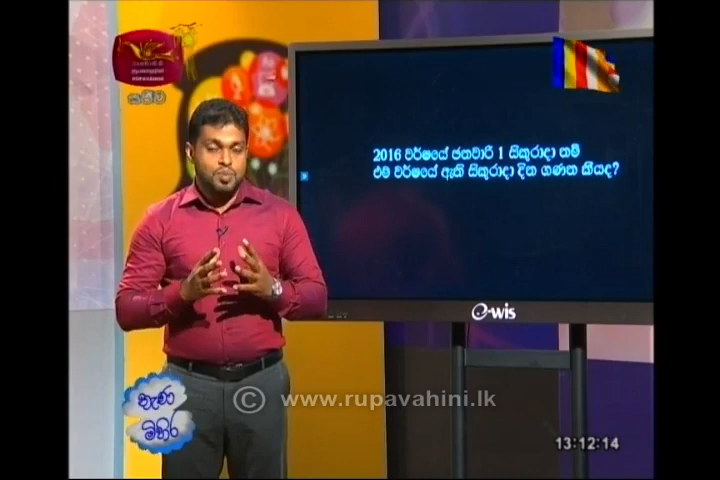 සජීව
2016 වර්ෂයේ ජනවාරි 1 සිකුරාදා නම්
එම වර්ෂයේ ඇති සිකුරාදා දින ගණන කීයද?
e-wis
නැණ
මිහිර
© www.rupavahini.lk
13:12:14